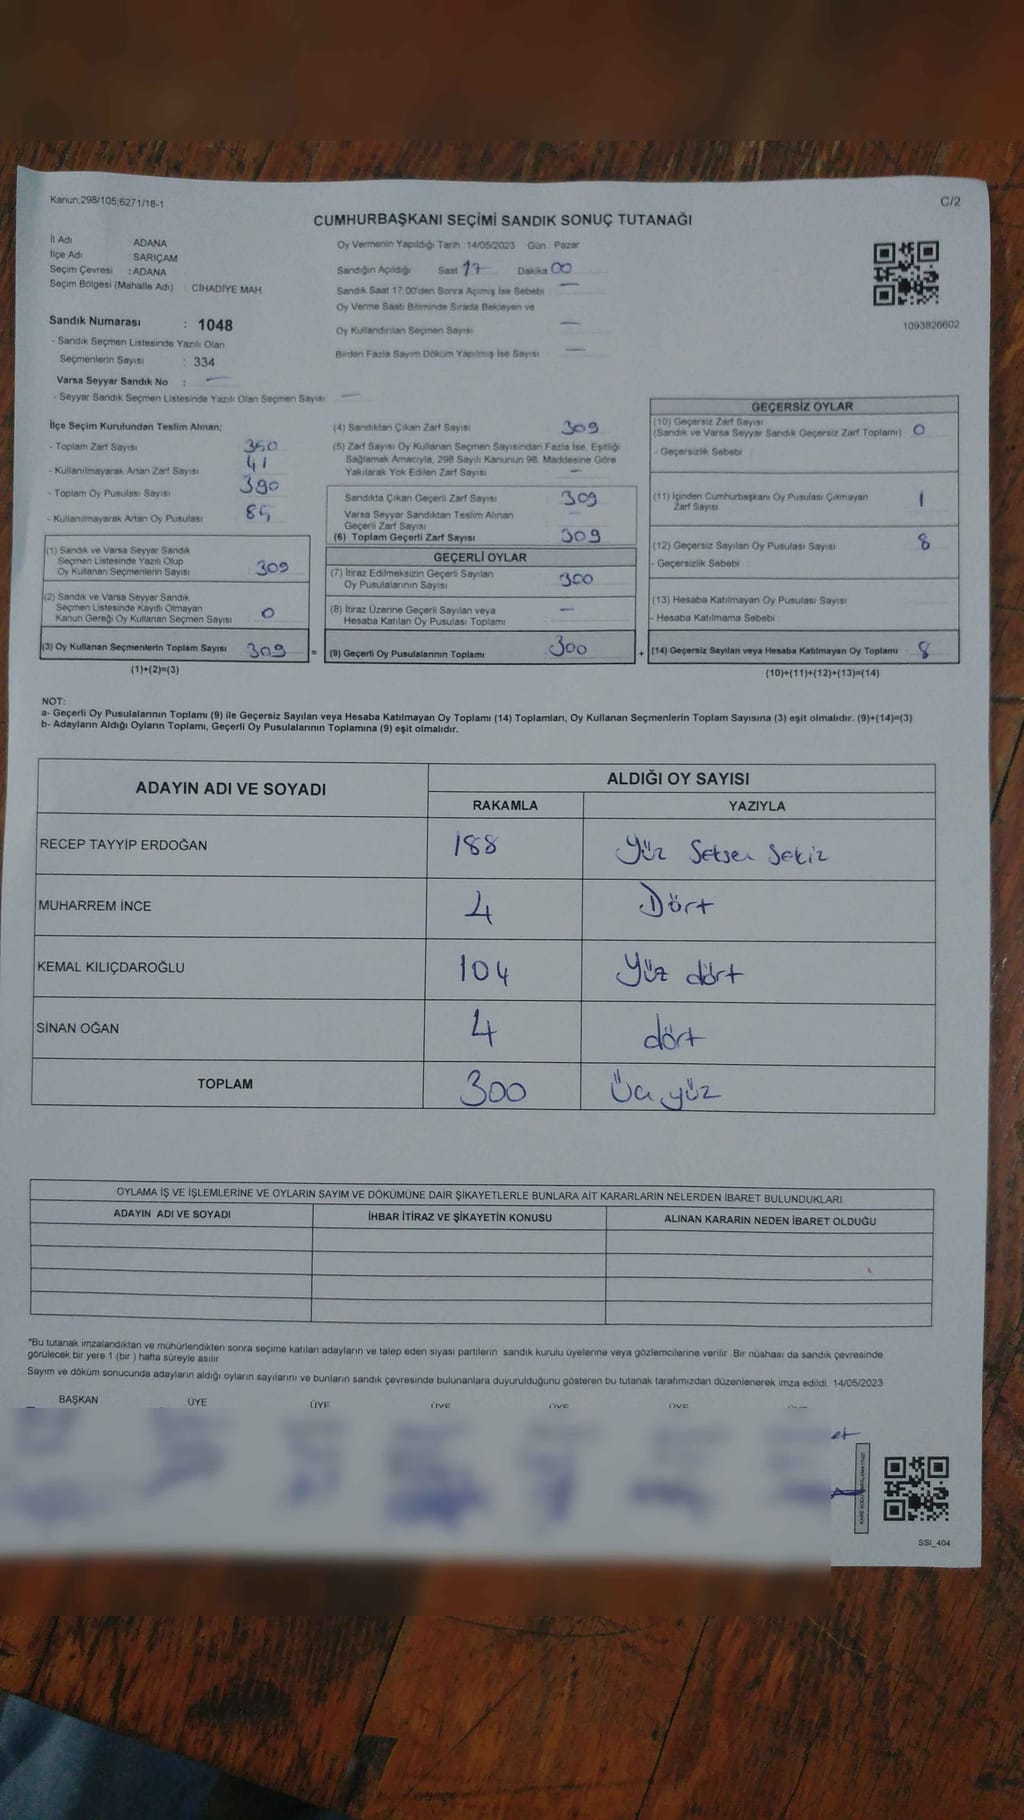 Kanun:298/105;6271/18-1
C/2
CUMHURBAŞKANI SEÇİMİ SANDIK SONUÇ TUTANAĞI
İl Adı : ADANA
İlçe Adı : SARIÇAM
Seçim Çevresi : ADANA
Seçim Bölgesi (Mahalle Adı) : CİHADİYE MAH
Sandık Numarası : 1048
- Sandık Seçmen Listesinde Yazılı Olan
Seçmenlerin Sayısı : 334
Varsa Seyyar Sandık No : —
- Seyyar Sandık Seçmen Listesinde Yazılı Olan Seçmen Sayısı —
Oy Vermenin Yapıldığı Tarih :14/05/2023 Gün : Pazar
Sandığın Açıldığı Saat 17 Dakika 00
Sandık Saat 17:00'den Sonra Açımış İse Sebebi —
Oy Verme Saati Bitiminde Sırada Bekleyen ve
Oy Kullandırılan Seçmen Sayısı —
Birden Fazla Sayım Döküm Yapılmış İse Sayısı —
1093826602
İlçe Seçim Kurulundan Teslim Alınan;
- Toplam Zarf Sayısı 350
- Kullanılmayarak Artan Zarf Sayısı 41
- Toplam Oy Pusulası Sayısı 390
- Kullanılmayarak Artan Oy Pusulası
(1) Sandık ve Varsa Seyyar Sandık
Seçmen Listesinde Yazılı Olup
Oy Kullanan Seçmenlerin Sayısı 309
(2) Sandık ve Varsa Seyyar Sandık
Seçmen Listesinde Kayıtlı Olmayan
Kanun Gereği Oy Kullanan Seçmen Sayısı 0
(3) Oy Kullanan Seçmenlerin Toplam Sayısı 309 =
(1)+(2)=(3)
(4) Sandıktan Çıkan Zarf Sayısı 309
(5) Zarf Sayısı Oy Kullanan Seçmen Sayısından Fazla İse, Eşitliği
Sağlamak Amacıyla, 298 Sayılı Kanunun 98. Maddesine Göre
Yakılarak Yok Edilen Zarf Sayısı —
Sandıkta Çıkan Geçerli Zarf Sayısı 309
Varsa Seyyar Sandıktan Teslim Alınan
Geçerli Zarf Sayısı —
(6) Toplam Geçerli Zarf Sayısı 309
GEÇERLİ OYLAR
(7) İtiraz Edilmeksizin Geçerli Sayılan
Oy Pusulalarının Sayısı 300
(8) İtiraz Üzerine Geçerli Sayılan veya
Hesaba Katılan Oy Pusulası Toplamı —
(9) Geçerli Oy Pusulalarının Toplamı 300 +
GEÇERSİZ OYLAR
(10) Geçersiz Zarf Sayısı
(Sandık ve Varsa Seyyar Sandık Geçersiz Zarf Toplamı) 0
- Geçersizlik Sebebi :
(11) İçinden Cumhurbaşkanı Oy Pusulası Çıkmayan
Zarf Sayısı 1
(12) Geçersiz Sayılan Oy Pusulası Sayısı 8
- Geçersizlik Sebebi :
(13) Hesaba Katılmayan Oy Pusulası Sayısı
- Hesaba Katılmama Sebebi :
(14) Geçersiz Sayılan veya Hesaba Katılmayan Oy Toplamı 8
(10)+(11)+(12)+(13)=(14)
NOT:
a- Geçerli Oy Pusulalarının Toplamı (9) ile Geçersiz Sayılan veya Hesaba Katılmayan Oy Toplamı (14) Toplamları, Oy Kullanan Seçmenlerin Toplam Sayısına (3) eşit olmalıdır. (9)+(14)=(3)
b- Adayların Aldığı Oyların Toplamı, Geçerli Oy Pusulalarının Toplamına (9) eşit olmalıdır.
ADAYIN ADI VE SOYADI ALDIĞI OY SAYISI
RAKAMLA YAZIYLA
RECEP TAYYİP ERDOĞAN 188 Yüz Seksen Sekiz
MUHARREM İNCE 4 Dört
KEMAL KILIÇDAROĞLU 104 Yüz dört
SİNAN OĞAN 4 dört
TOPLAM 300 Üç yüz
OYLAMA İŞ VE İŞLEMLERİNE VE OYLARIN SAYIM VE DÖKÜMÜNE DAİR ŞİKAYETLERLE BUNLARA AİT KARARLARIN NELERDEN İBARET BULUNDUKLARI
ADAYIN ADI VE SOYADI İHBAR İTİRAZ VE ŞİKAYETİN KONUSU ALINAN KARARIN NEDEN İBARET OLDUĞU
*Bu tutanak imzalandıktan ve mühürlendikten sonra seçime katılan adayların ve talep eden siyasi partilerin sandık kurulu üyelerine veya gözlemcilerine verilir. Bir nüshası da sandık çevresinde
görülecek bir yere 1 (bir ) hafta süreyle asılır.
Sayım ve döküm sonucunda adayların aldığı oyların sayılarını ve bunların sandık çevresinde bulunanlara duyurulduğunu gösteren bu tutanak tarafımızdan düzenlenerek imza edildi. 14/05/2023
BAŞKAN ÜYE ÜYE ÜYE ÜYE ÜYE
SSI_404